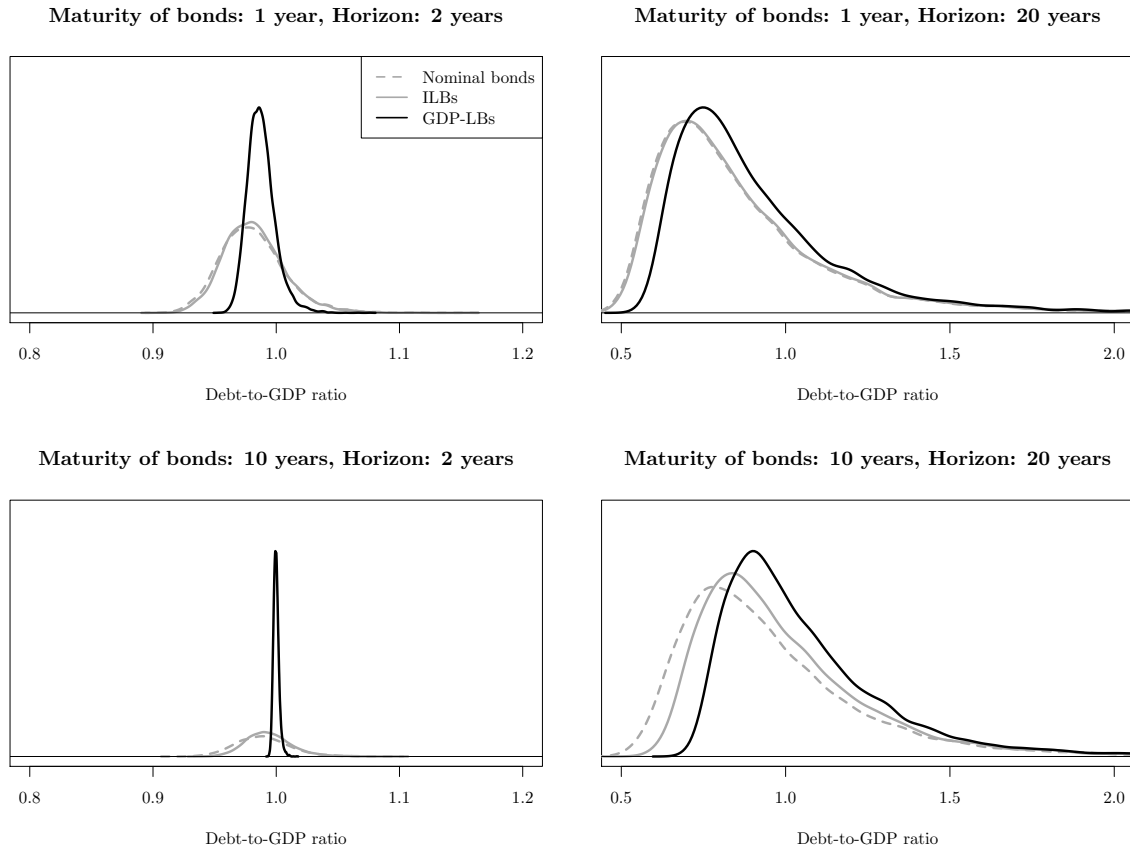 Maturity of bonds: 1 year, Horizon: 2 years
Nominal bonds
ILBs
GDP-LBs
0.8 0.9 1.0 1.1 1.2
Debt-to-GDP ratio
Maturity of bonds: 1 year, Horizon: 20 years
0.5 1.0 1.5 2.0
Debt-to-GDP ratio
Maturity of bonds: 10 years, Horizon: 2 years
0.8 0.9 1.0 1.1 1.2
Debt-to-GDP ratio
Maturity of bonds: 10 years, Horizon: 20 years
0.5 1.0 1.5 2.0
Debt-to-GDP ratio